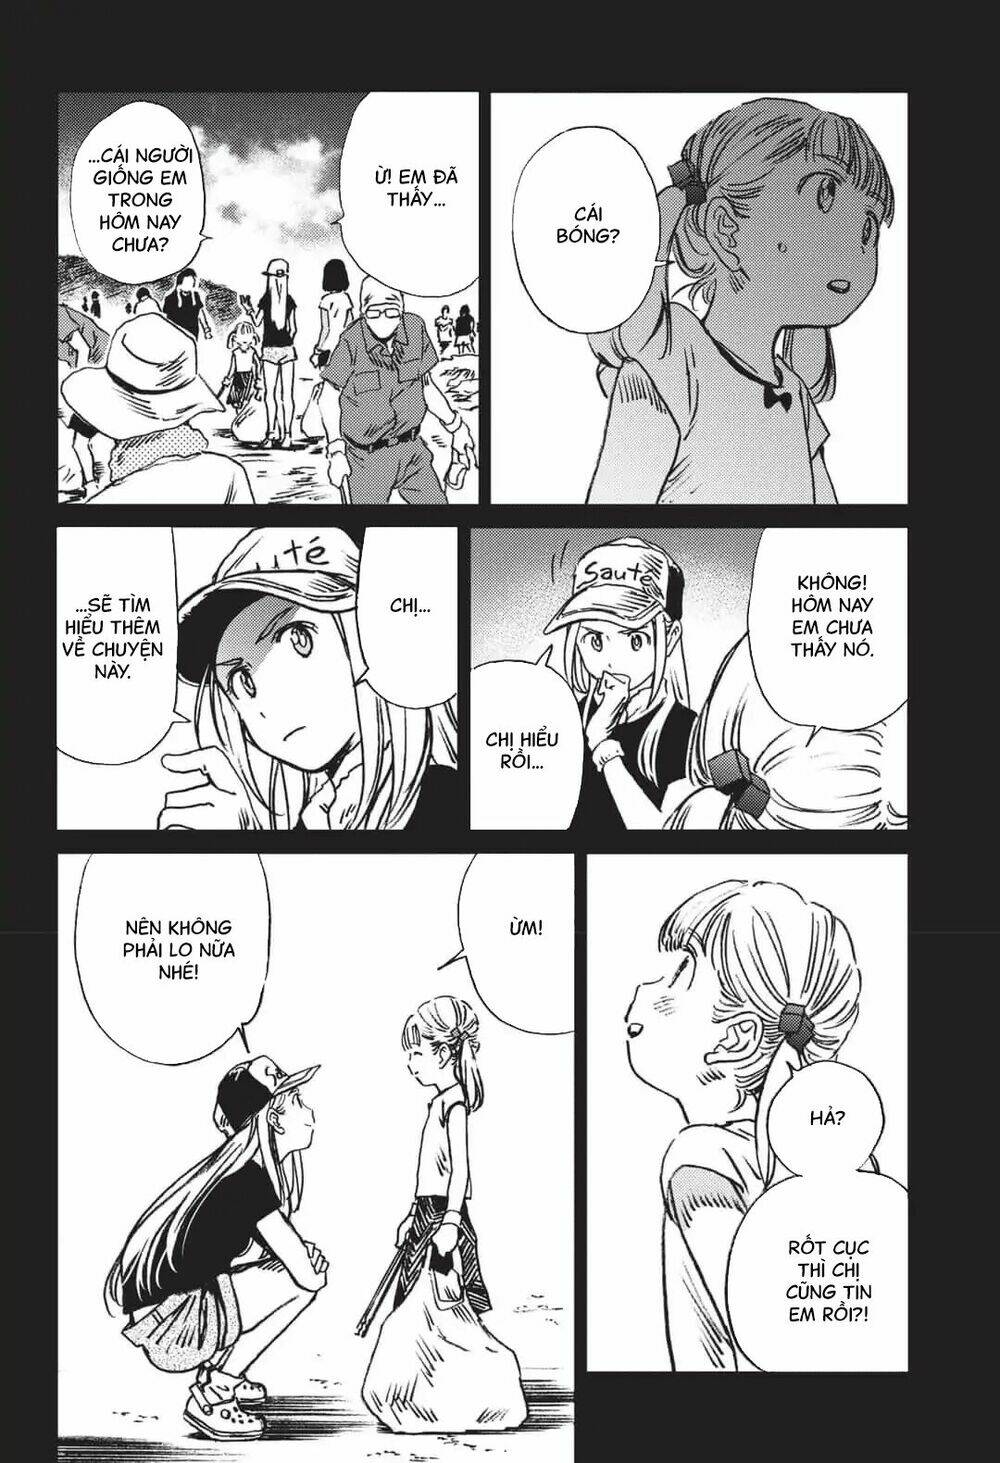 CÁI
BÓNG?
Ừ! EM ĐÃ
THẤY...
...CÁI NGƯỜI
GIỐNG EM
TRONG
HÔM NAY
CHƯA?
KHÔNG!
HÔM NAY
EM CHƯA
THẤY NÓ.
Sauté
CHỊ HIỂU
RỒI...
uté
CHỊ...
...SẼ TÌM
HIỂU THÊM
VỀ CHUYỆN
NÀY.
HẢ?
RỐT CỤC
THÌ CHỊ
CŨNG TIN
EM RỒI?!
ỪM!
NÊN KHÔNG
PHẢI LO NỮA
NHÉ!
Sa